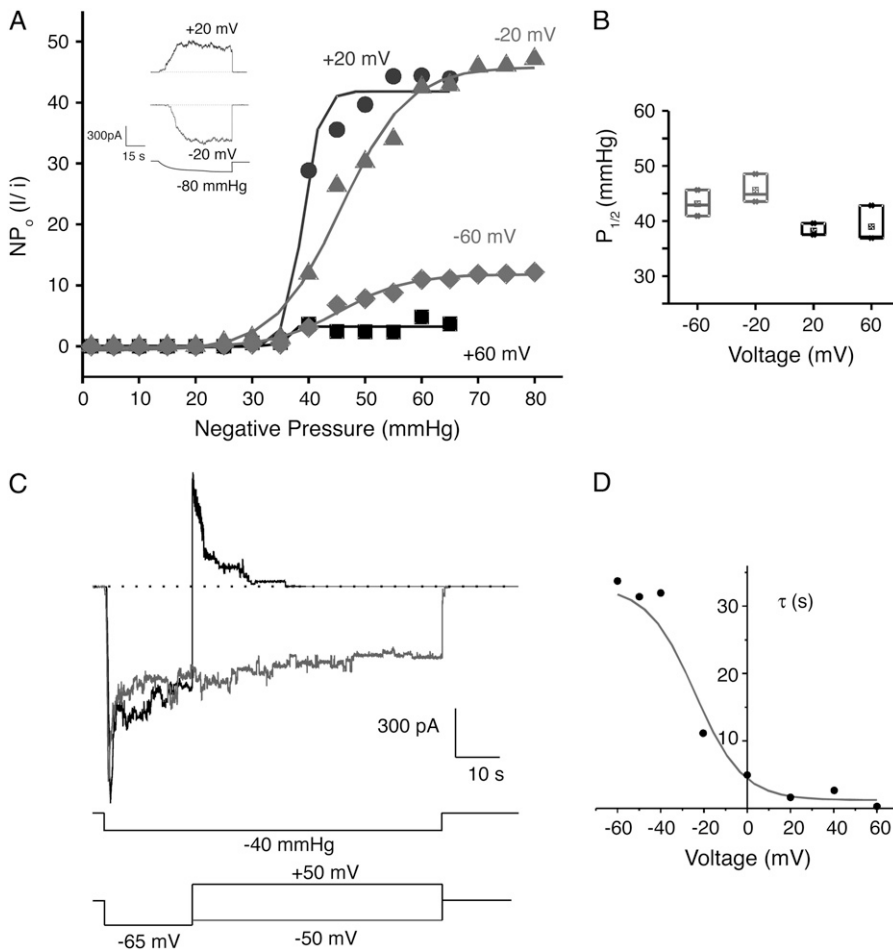 A
50
40
30
20
10
0
NPo (I/ i)
0 10 20 30 40 50 60 70 80
Negative Pressure (mmHg)
+20 mV
-20 mV
300pA
15 s
-80 mmHg
+20 mV
-20 mV
-60 mV
+60 mV
B
60
50
40
30
P1/2 (mmHg)
-60 -20 20 60
Voltage (mV)
C
300 pA
10 s
-40 mmHg
+50 mV
-65 mV
-50 mV
D
τ (s)
30
20
10
-60 -40 -20 0 20 40 60
Voltage (mV)